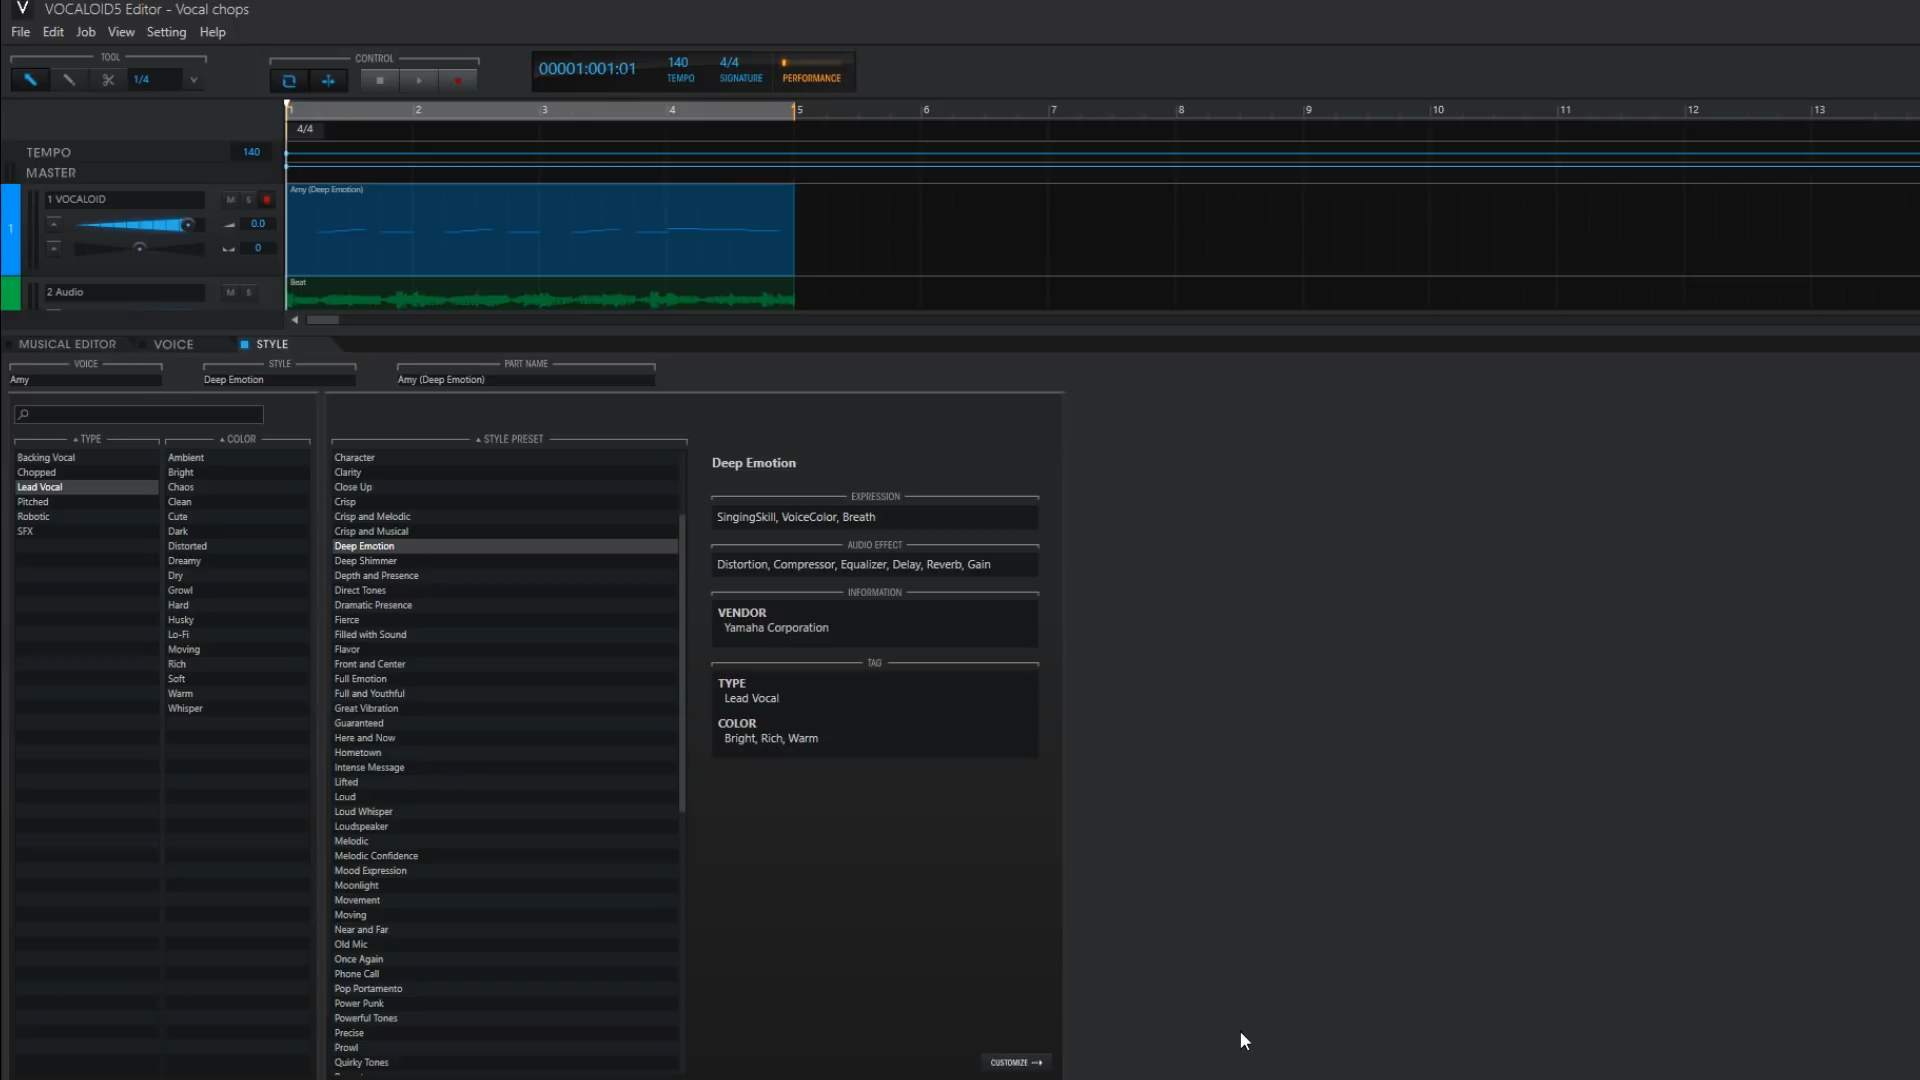 V VOCALOID5 Editor - Vocal chops
File Edit Job View Setting Help
TOOL
CONTROL
1/4
00001:001:01
140
TEMPO
4/4
SIGNATURE
PERFORMANCE
1 2 3 4 5 6 7 8 9 10 11 12 13
4/4
TEMPO 140
MASTER
1
1 VOCALOID M S
0.0
0
Amy (Deep Emotion)
2 Audio M S
Beat
MUSICAL EDITOR VOICE STYLE
VOICE STYLE PART NAME
Amy Deep Emotion Amy (Deep Emotion)
TYPE
Backing Vocal
Chopped
Lead Vocal
Pitched
Robotic
SFX
COLOR
Ambient
Bright
Chaos
Clean
Cute
Dark
Distorted
Dreamy
Dry
Growl
Hard
Husky
Lo-Fi
Moving
Rich
Soft
Warm
Whisper
STYLE PRESET
Character
Clarity
Close Up
Crisp
Crisp and Melodic
Crisp and Musical
Deep Emotion
Deep Shimmer
Depth and Presence
Direct Tones
Dramatic Presence
Fierce
Filled with Sound
Flavor
Front and Center
Full Emotion
Full and Youthful
Great Vibration
Guaranteed
Here and Now
Hometown
Intense Message
Lifted
Loud
Loud Whisper
Loudspeaker
Melodic
Melodic Confidence
Mood Expression
Moonlight
Movement
Moving
Near and Far
Old Mic
Once Again
Phone Call
Pop Portamento
Power Punk
Powerful Tones
Precise
Prowl
Quirky Tones
Deep Emotion
EXPRESSION
SingingSkill, VoiceColor, Breath
AUDIO EFFECT
Distortion, Compressor, Equalizer, Delay, Reverb, Gain
INFORMATION
VENDOR
Yamaha Corporation
TAG
TYPE
Lead Vocal
COLOR
Bright, Rich, Warm
CUSTOMIZE